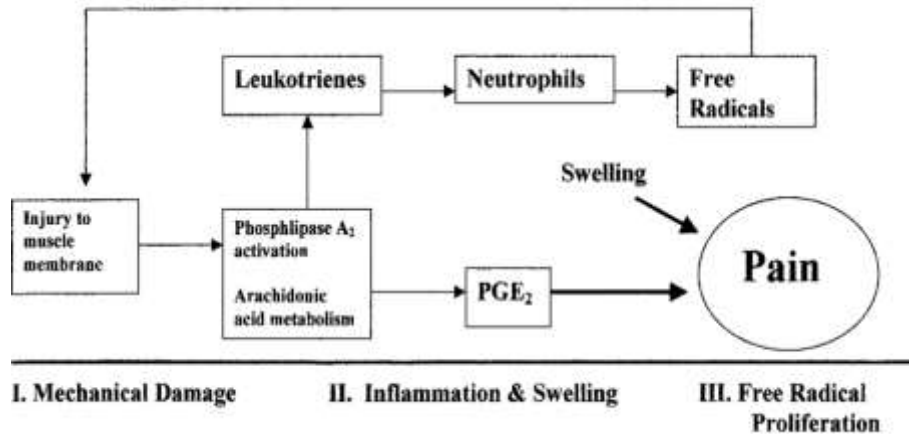 Leukotrienes
Neutrophils
Free
Radicals
Swelling
Injury to
muscle
membrane
Phosphlipase A₂
activation
Arachidonic
acid metabolism
PGE₂
Pain
I. Mechanical Damage
II. Inflammation & Swelling
III. Free Radical
Proliferation